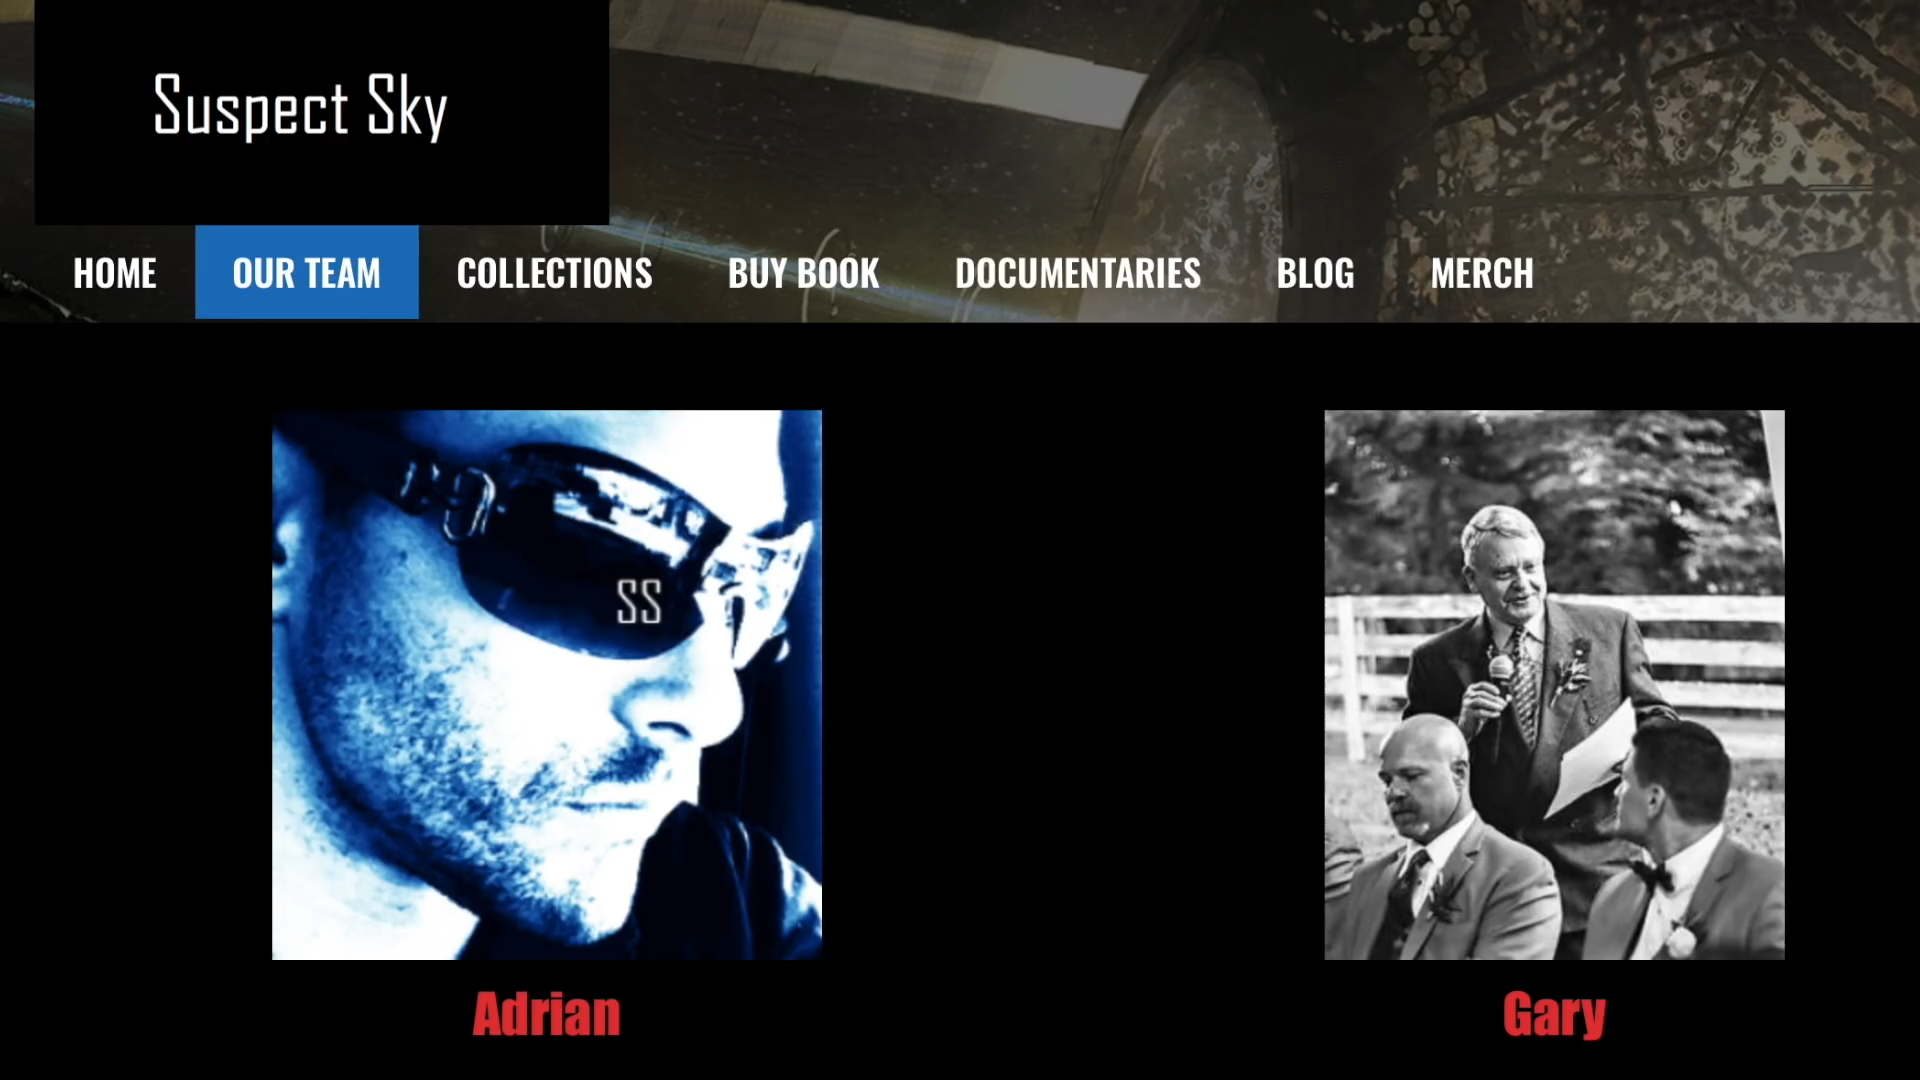 Suspect Sky
HOME OUR TEAM COLLECTIONS BUY BOOK DOCUMENTARIES BLOG MERCH
SS
Adrian
Gary